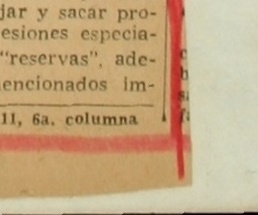 jar y sacar pro-
esiones especia-
"reservas", ade-
encionados im-
11, 6a. columna